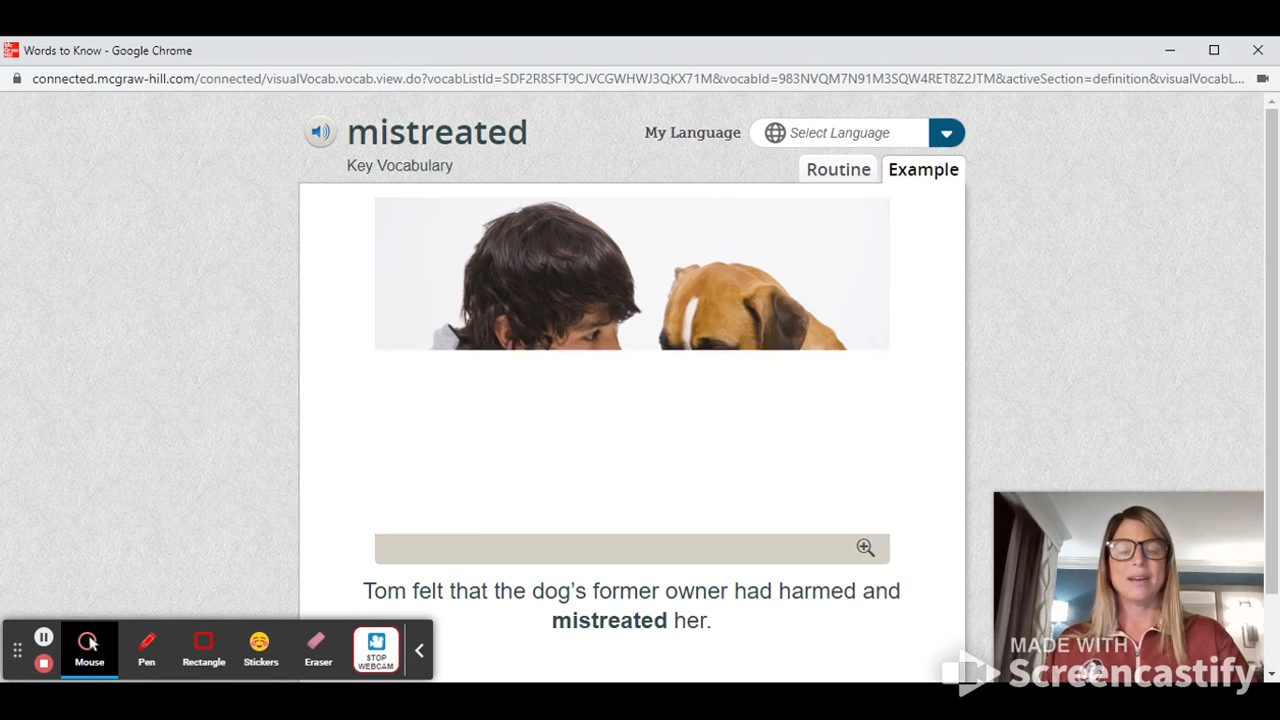 Words to Know - Google Chrome
connected.mcgraw-hill.com/connected/visualVocab.vocab.view.do?vocabListId=SDF2R8SFT9CJVCGWHWJ3QKX71M&vocabId=983NVQM7N91M3SQW4RET8Z2JTM&activeSection=definition&visualVocabL...
mistreated
My Language
Select Language
Key Vocabulary
Routine
Example
Tom felt that the dog’s former owner had harmed and
mistreated her.
Mouse
Pen
Rectangle
Stickers
Eraser
STOP
WEBCAM
MADE WITH
Screencastify